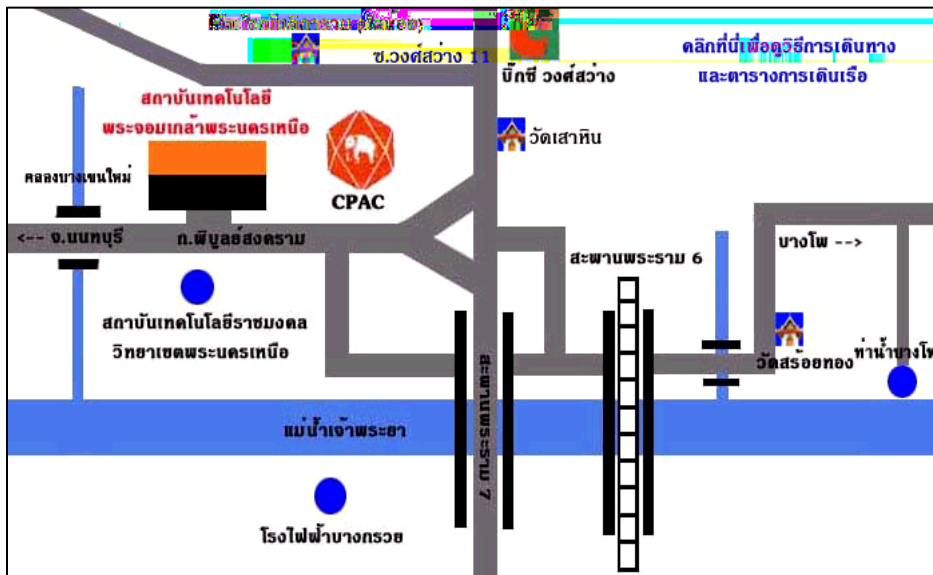 ซ.วงศ์สว่าง 11
บิ๊กซี วงศ์สว่าง
คลิกที่นี่เพื่อดูวิธีการเดินทาง
และตารางการเดินเรือ
สถาบันเทคโนโลยี
พระจอมเกล้าพระนครเหนือ
วัดเสาหิน
คลองบางเขนใหม่
CPAC
<-- จ.นนทบุรี
ถ.พิบูลย์สงคราม
บางโพ -->
สะพานพระราม 6
สถาบันเทคโนโลยีราชมงคล
วิทยาเขตพระนครเหนือ
วัดสร้อยทอง
ท่าน้ำบางโพ
สะพานพระราม 7
แม่น้ำเจ้าพระยา
โรงไฟฟ้าบางกรวย